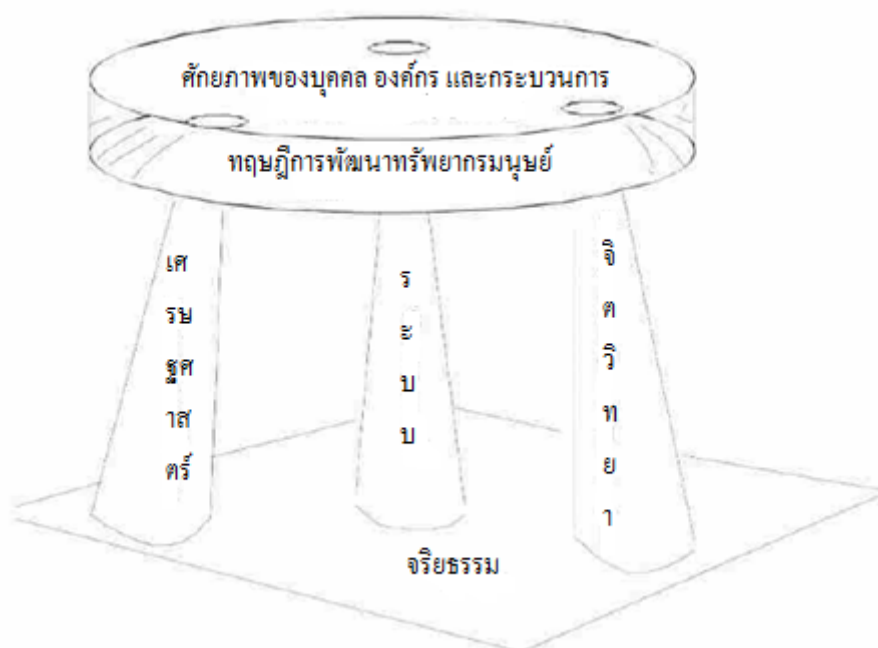 ศักยภาพของบุคคล องค์กร และกระบวนการ
ทฤษฎีการพัฒนาทรัพยากรมนุษย์
เศ
รษ
ฐศ
าส
ตร์
ร
ะ
บ
บ
จิ
ต
วิ
ท
ย
า
จริยธรรม